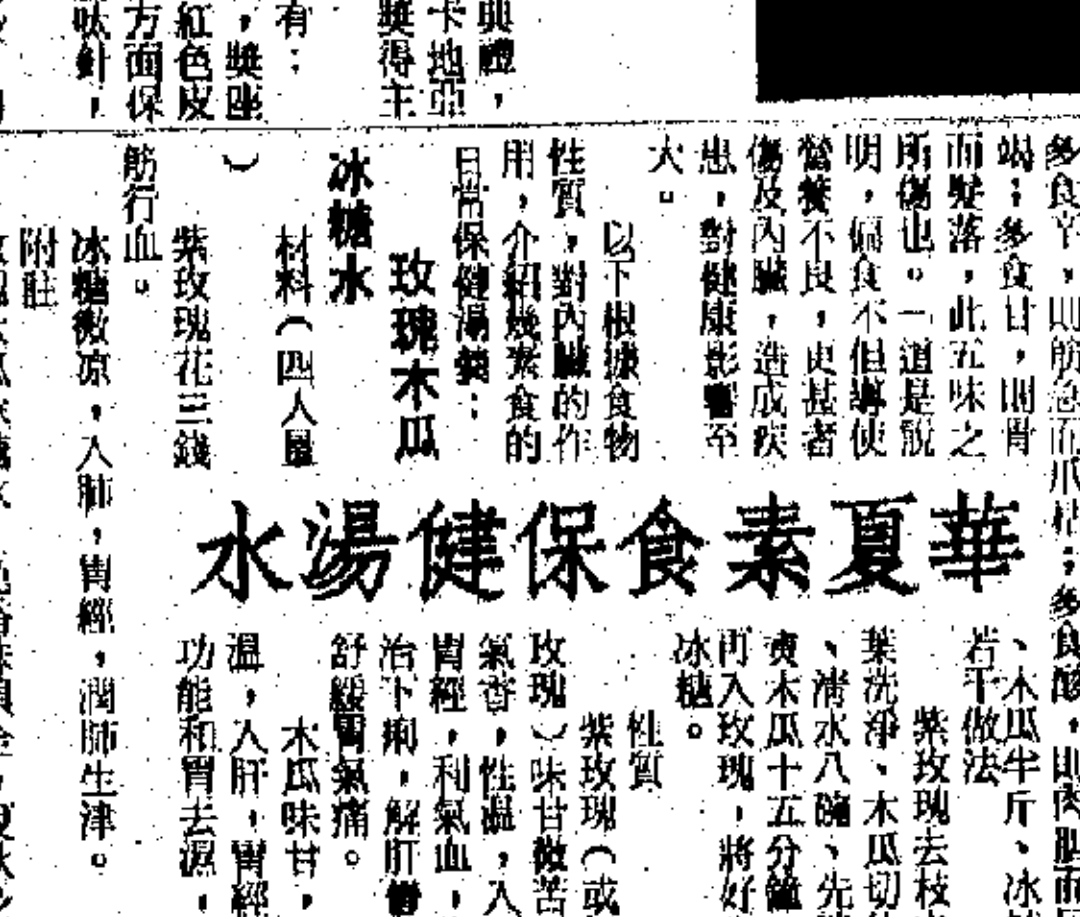 典禮，
卡地亞
獎得主
有：
，獎座
紅色皮
方面保
呔針，
華夏素食保健湯水
多食辛，則筋急而爪枯；多食酸，則肉胝而
竭；多食甘，則骨
而髮落，此五味之
所傷也。一道是說
明，偏食不但導使
營養不良，更甚者
傷及內臟，造成疾
患，對健康影響至
大。
以下根據食物
性質，對內臟的作
用，介紹幾素食的
日常保健湯羹：
玫瑰木瓜
冰糖水
材料（四人量
）
紫玫瑰花三錢
、木瓜半斤、冰
若干做法
紫玫瑰去枝
葉洗淨、木瓜切
、清水八碗、先
煲木瓜十五分鐘
再入玫瑰，將好
冰糖。
性質
紫玫瑰（或
玫瑰）味甘微苦
氣香，性溫，入
胃經，利氣血，
治下痢，解肝鬱
舒緩胃氣痛。
木瓜味甘，
溫，入肝，胃經
功能和胃去濕，
筋行血。
冰糖微凉，入肺，胃經，潤肺生津。
附註